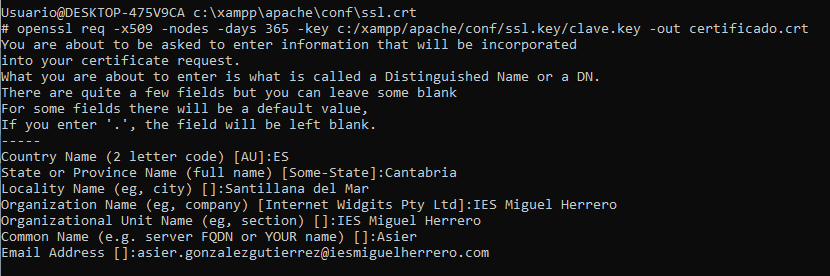 Usuario@DESKTOP-475V9CA c:\xampp\apache\conf\ssl.crt
# openssl req -x509 -nodes -days 365 -key c:/xampp/apache/conf/ssl.key/clave.key -out certificado.crt
You are about to be asked to enter information that will be incorporated
into your certificate request.
What you are about to enter is what is called a Distinguished Name or a DN.
There are quite a few fields but you can leave some blank
For some fields there will be a default value,
If you enter '.', the field will be left blank.
-----
Country Name (2 letter code) [AU]:ES
State or Province Name (full name) [Some-State]:Cantabria
Locality Name (eg, city) []:Santillana del Mar
Organization Name (eg, company) [Internet Widgits Pty Ltd]:IES Miguel Herrero
Organizational Unit Name (eg, section) []:IES Miguel Herrero
Common Name (e.g. server FQDN or YOUR name) []:Asier
Email Address []:asier.gonzalezgutierrez@iesmiguelherrero.com